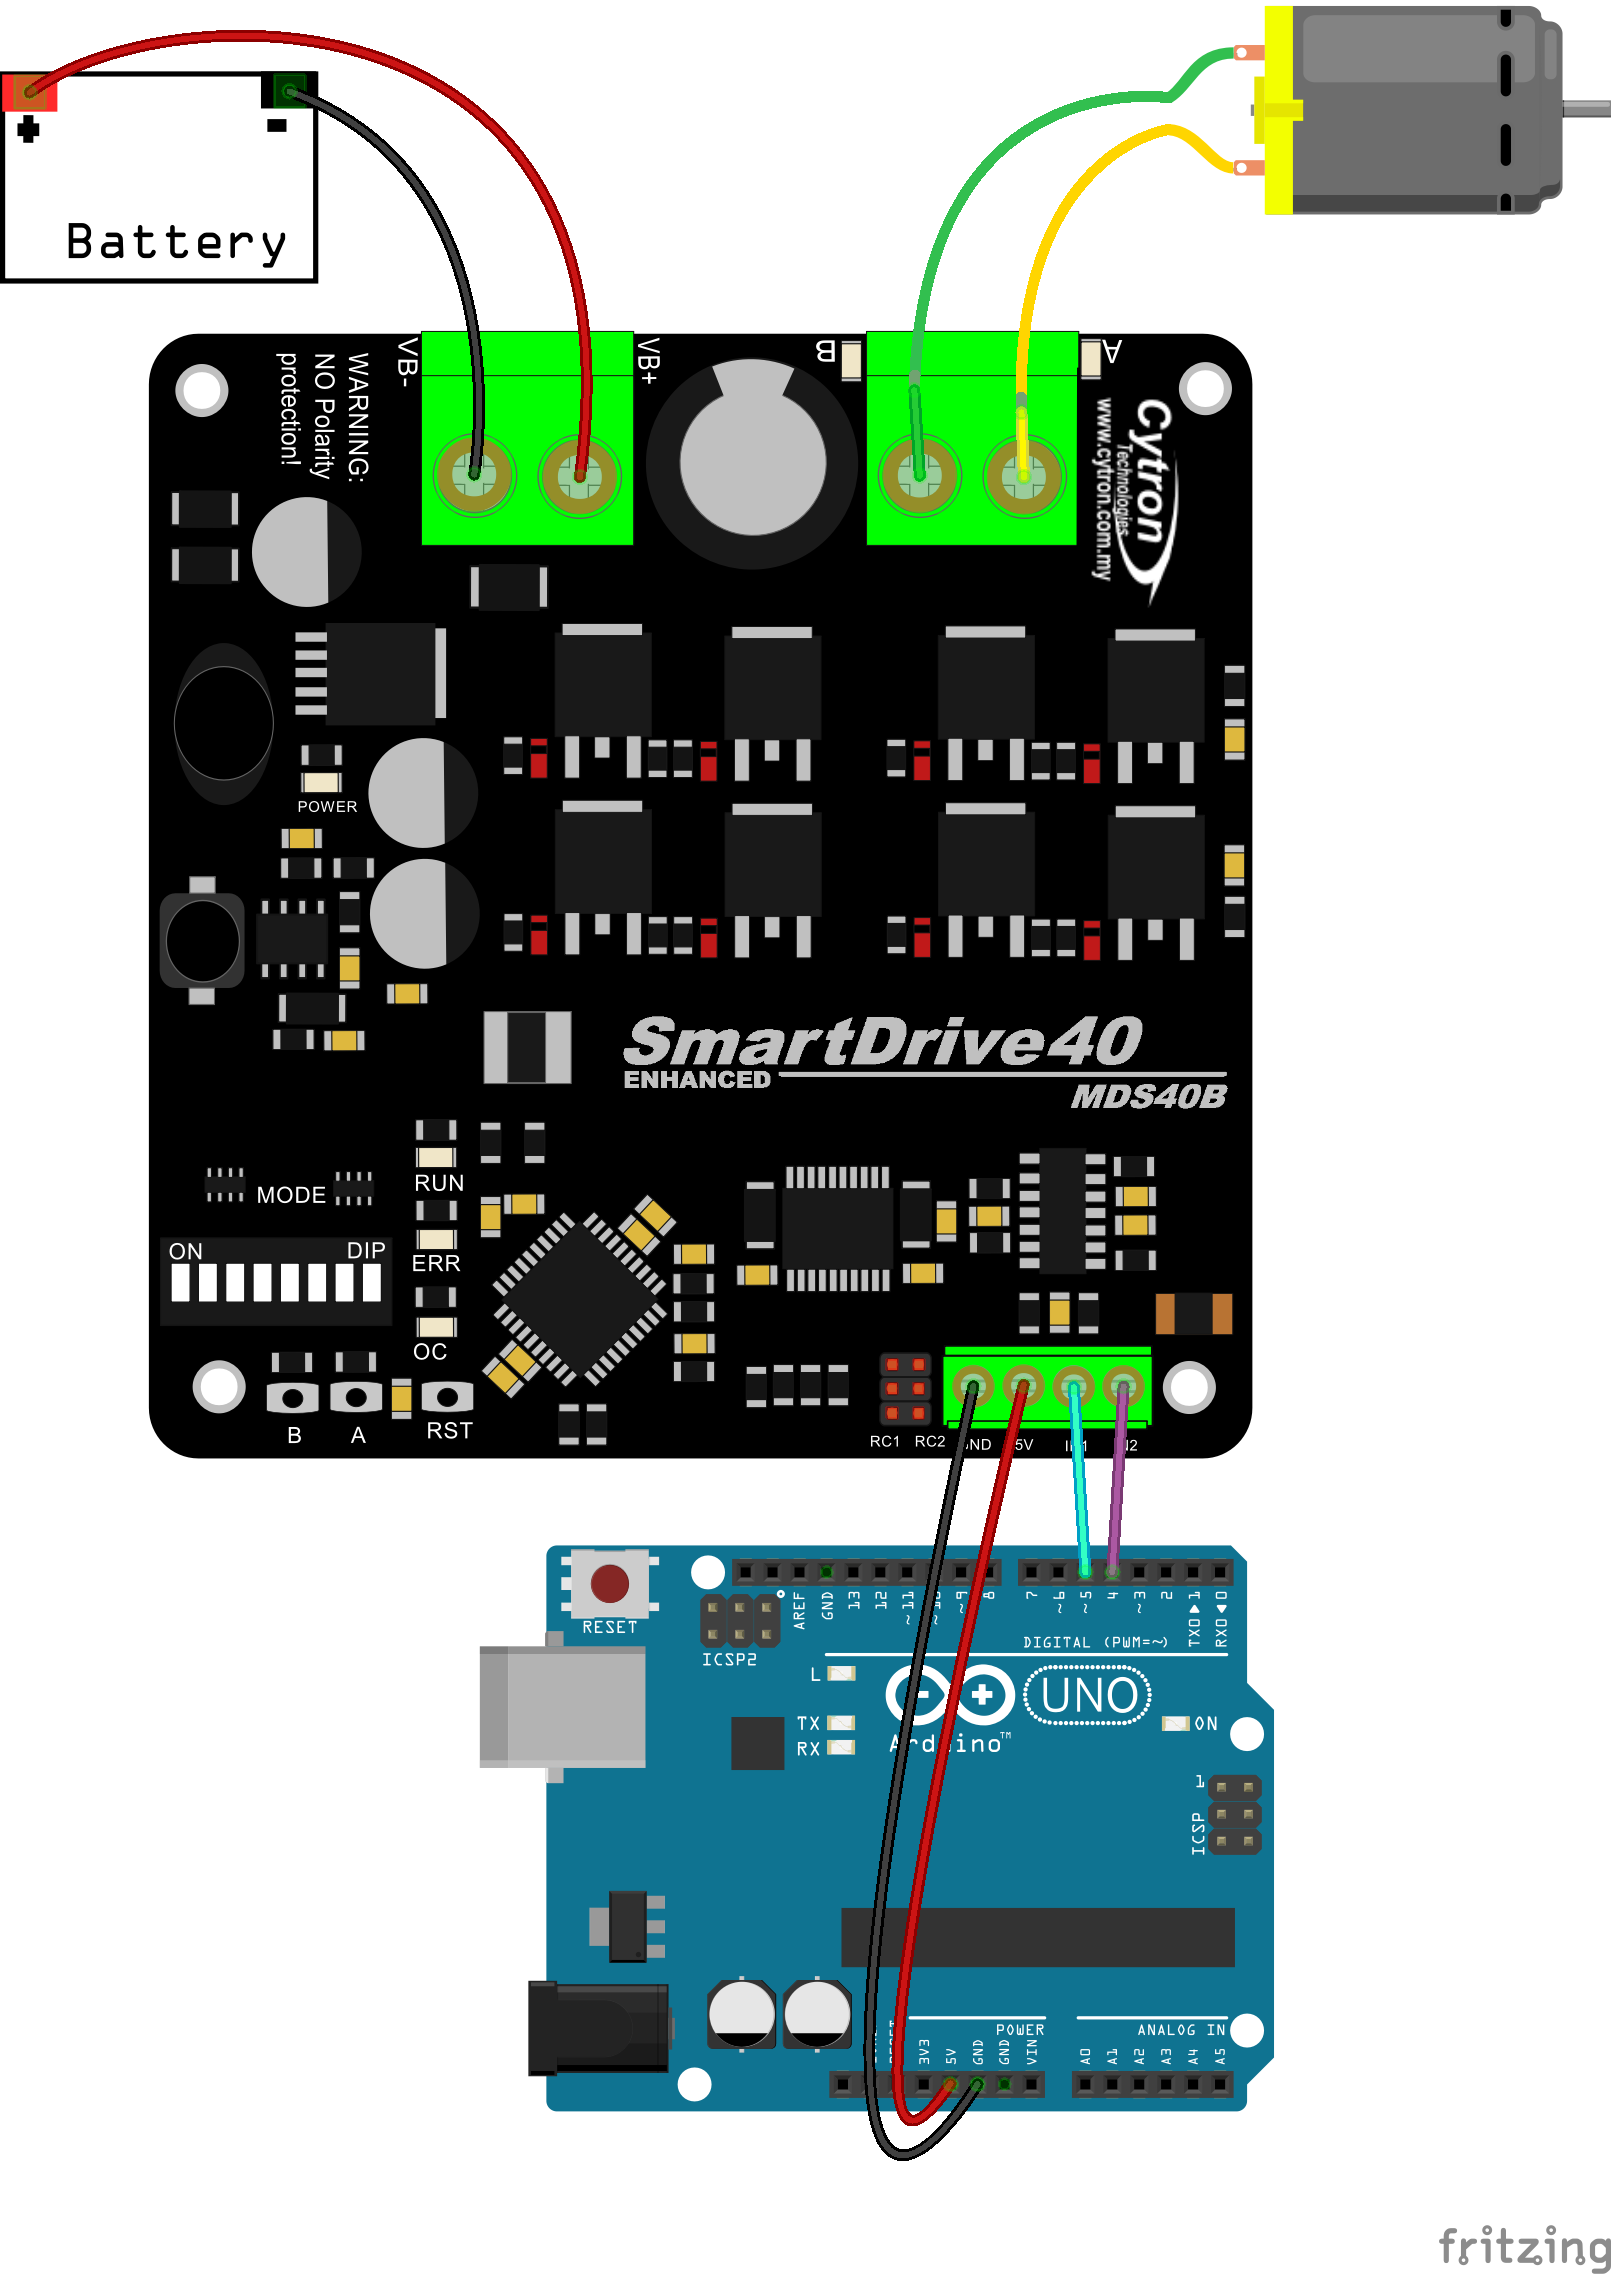 Battery
WARNING:
NO Polarity
protection!
VB-
VB+
B
A
Cytron
Technologies
www.cytron.com.my
POWER
SmartDrive40
ENHANCED
MDS40B
RUN
MODE
ON
DIP
ERR
OC
B
A
RST
RC1
RC2
5V
RESET
ICSP2
AREF
GND
13
12
~11
~9
8
7
~6
~5
4
~3
2
TX0▶1
RX0◀0
DIGITAL (PWM=~)
L
TX
RX
UNO
Arduino™
ON
1
ICSP
POWER
ANALOG IN
3V3
5V
GND
GND
VIN
A0
A1
A2
A3
A4
A5
fritzing